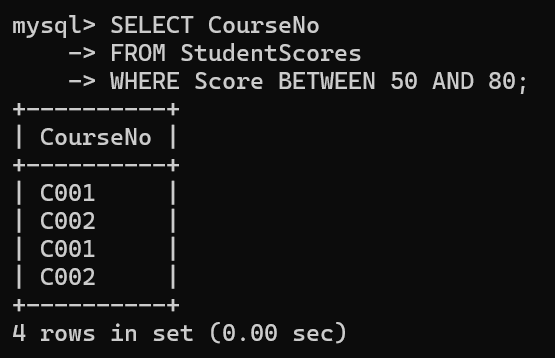 mysql> SELECT CourseNo
    -> FROM StudentScores
    -> WHERE Score BETWEEN 50 AND 80;
+----------+
| CourseNo |
+----------+
| C001     |
| C002     |
| C001     |
| C002     |
+----------+
4 rows in set (0.00 sec)